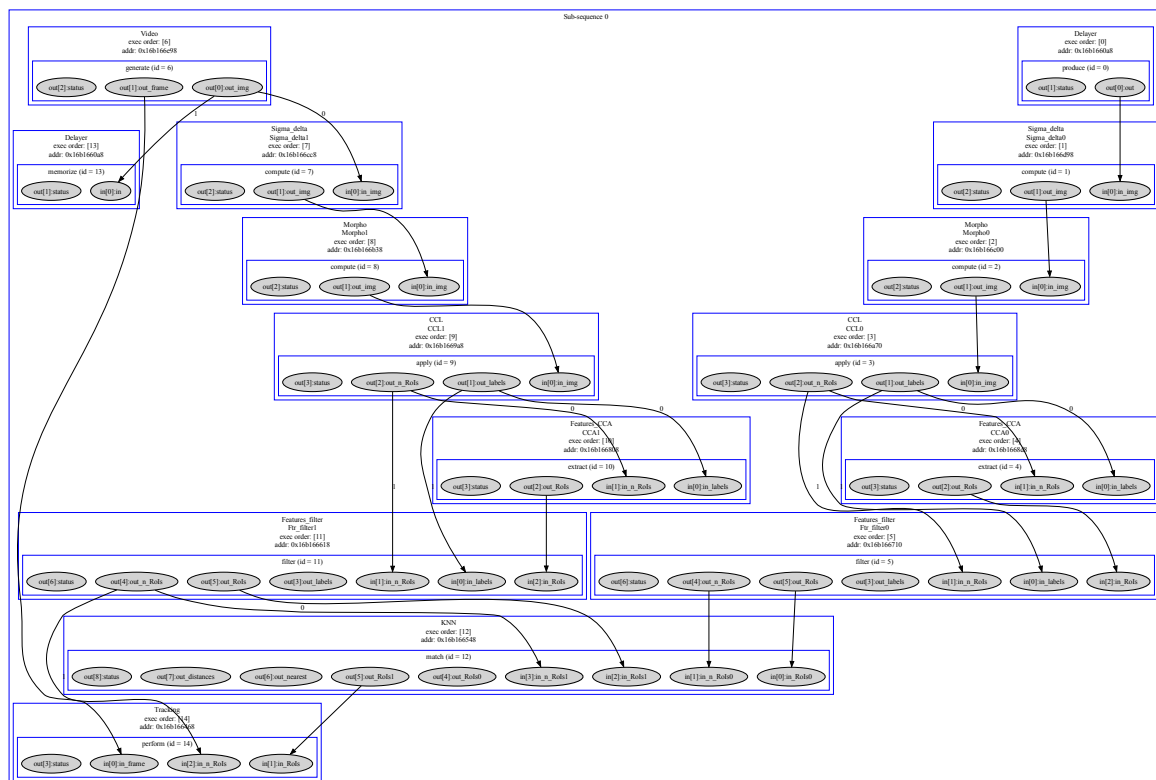 Sub-sequence 0
Video
exec order: [6]
addr: 0x16b166e98
generate (id = 6)
out[2]:status
out[1]:out_frame
out[0]:out_img
Delayer
exec order: [0]
addr: 0x16b1660a8
produce (id = 0)
out[1]:status
out[0]:out
1
0
Delayer
exec order: [13]
addr: 0x16b1660a8
memorize (id = 13)
out[1]:status
in[0]:in
Sigma_delta
Sigma_delta1
exec order: [7]
addr: 0x16b166cc8
compute (id = 7)
out[2]:status
out[1]:out_img
in[0]:in_img
Sigma_delta
Sigma_delta0
exec order: [1]
addr: 0x16b166d98
compute (id = 1)
out[2]:status
out[1]:out_img
in[0]:in_img
Morpho
Morpho1
exec order: [8]
addr: 0x16b166b38
compute (id = 8)
out[2]:status
out[1]:out_img
in[0]:in_img
Morpho
Morpho0
exec order: [2]
addr: 0x16b166c00
compute (id = 2)
out[2]:status
out[1]:out_img
in[0]:in_img
CCL
CCL1
exec order: [9]
addr: 0x16b1669a8
apply (id = 9)
out[3]:status
out[2]:out_n_RoIs
out[1]:out_labels
in[0]:in_img
CCL
CCL0
exec order: [3]
addr: 0x16b166a70
apply (id = 3)
out[3]:status
out[2]:out_n_RoIs
out[1]:out_labels
in[0]:in_img
0
0
0
0
Features_CCA
CCA1
exec order: [10]
extract (id = 10)
out[3]:status
out[2]:out_RoIs
in[1]:in_n_RoIs
in[0]:in_labels
Features_CCA
CCA0
exec order: [4]
extract (id = 4)
out[3]:status
out[2]:out_RoIs
in[1]:in_n_RoIs
in[0]:in_labels
1
1
Features_filter
Ftr_filter1
exec order: [11]
addr: 0x16b166618
filter (id = 11)
out[6]:status
out[4]:out_n_RoIs
out[5]:out_RoIs
out[3]:out_labels
in[1]:in_n_RoIs
in[0]:in_labels
in[2]:in_RoIs
Features_filter
Ftr_filter0
exec order: [5]
addr: 0x16b166710
filter (id = 5)
out[6]:status
out[4]:out_n_RoIs
out[5]:out_RoIs
out[3]:out_labels
in[1]:in_n_RoIs
in[0]:in_labels
in[2]:in_RoIs
0
KNN
exec order: [12]
addr: 0x16b166548
match (id = 12)
out[8]:status
out[7]:out_distances
out[6]:out_nearest
out[5]:out_RoIs1
out[4]:out_RoIs0
in[3]:in_n_RoIs1
in[2]:in_RoIs1
in[1]:in_n_RoIs0
in[0]:in_RoIs0
Tracking
exec order: [14]
addr: 0x16b166468
perform (id = 14)
out[3]:status
in[0]:in_frame
in[2]:in_n_RoIs
in[1]:in_RoIs